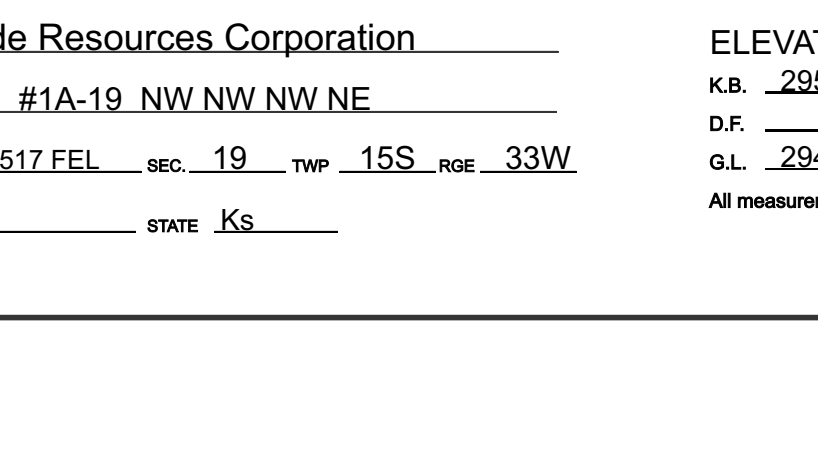 de Resources Corporation
#1A-19 NW NW NW NE
517 FEL SEC. 19 TWP 15S RGE 33W
STATE Ks
ELEVAT
K.B. 295
D.F.
G.L. 294
All measurer